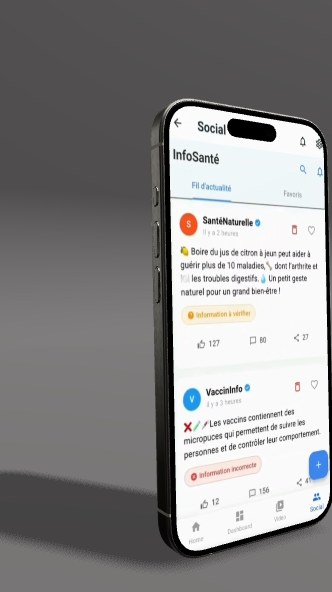 Social
InfoSanté
Fil d'actualité
Favoris
S
SantéNaturelle
Il y a 2 heures
🍋 Boire du jus de citron à jeun peut aider à
guérir plus de 10 maladies,🦴 dont l'arthrite et
🍽️ les troubles digestifs.💧 Un petit geste
naturel pour un grand bien-être !
Information à vérifier
127
80
27
V
VaccinInfo
Il y a 3 heures
❌💉Les vaccins contiennent des
micropuces qui permettent de suivre les
personnes et de contrôler leur comportement.
Information incorrecte
12
156
Home
Dashboard
Vidéo
Social